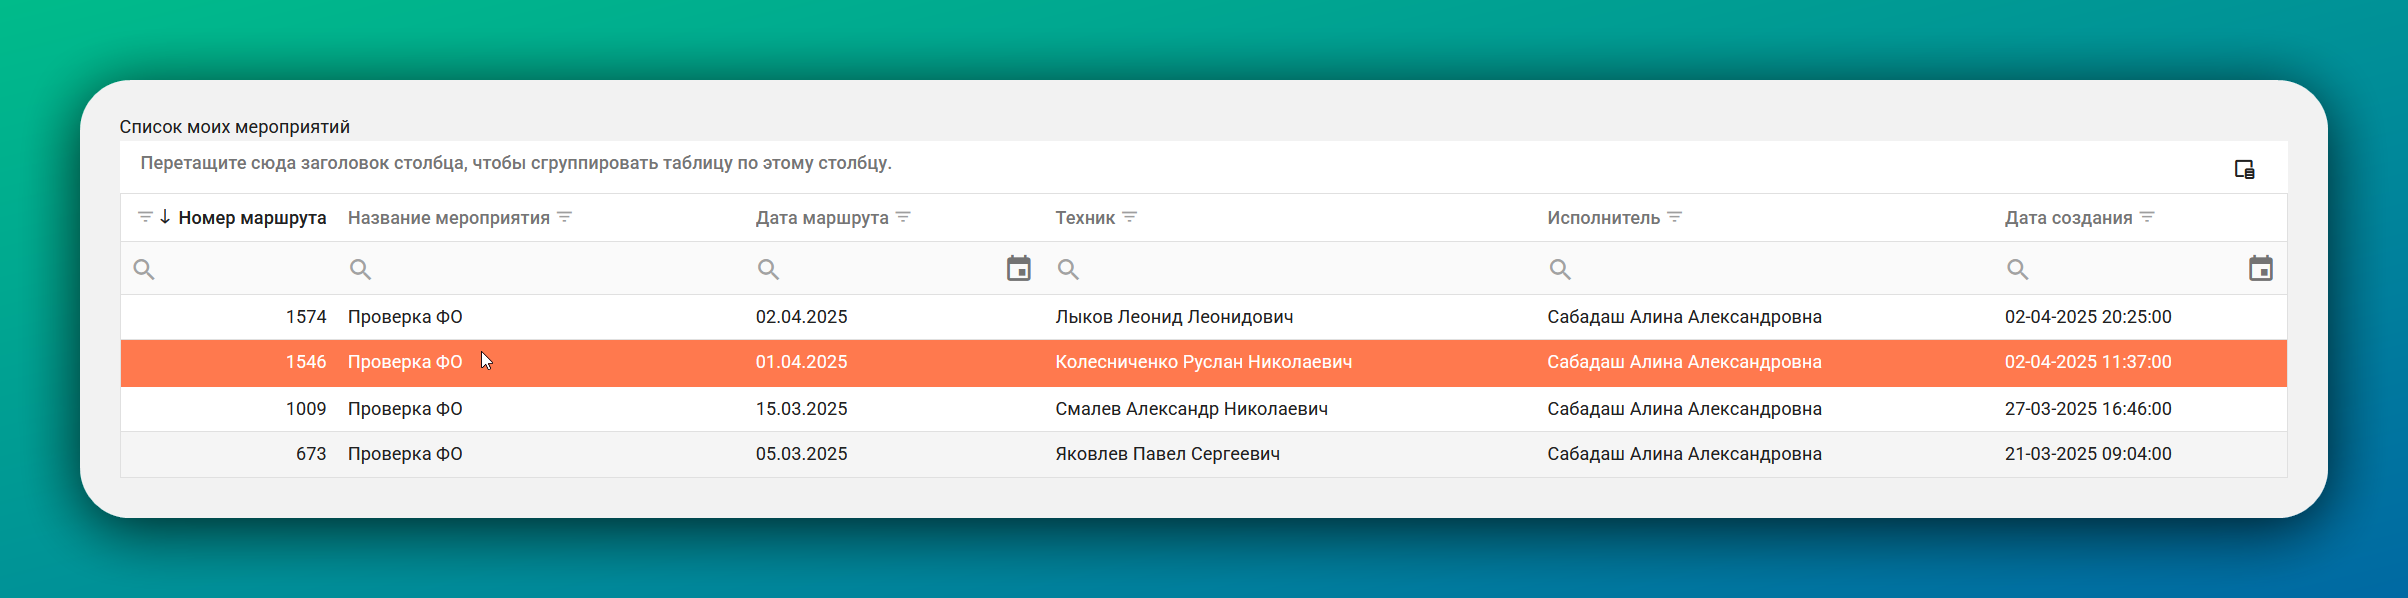 Список моих мероприятий
Перетащите сюда заголовок столбца, чтобы сгруппировать таблицу по этому столбцу.
Номер маршрута Название мероприятия Дата маршрута Техник Исполнитель Дата создания
1574 Проверка ФО 02.04.2025 Лыков Леонид Леонидович Сабадаш Алина Александровна 02-04-2025 20:25:00
1546 Проверка ФО 01.04.2025 Колесниченко Руслан Николаевич Сабадаш Алина Александровна 02-04-2025 11:37:00
1009 Проверка ФО 15.03.2025 Смалев Александр Николаевич Сабадаш Алина Александровна 27-03-2025 16:46:00
673 Проверка ФО 05.03.2025 Яковлев Павел Сергеевич Сабадаш Алина Александровна 21-03-2025 09:04:00